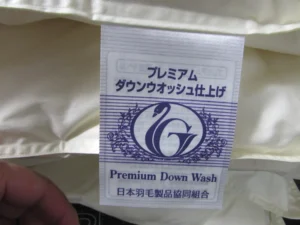 プレミアム
ダウンウオッシュ仕上げ
G
Premium Down Wash
日本羽毛製品協同組合